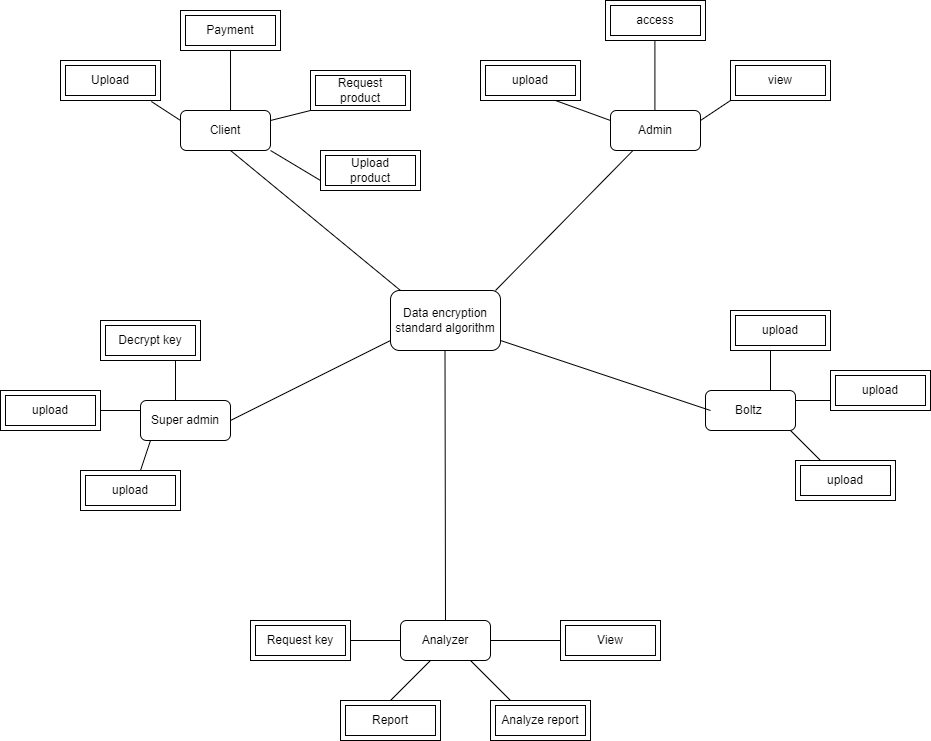 Payment
access
Upload
Request
product
upload
view
Client
Admin
Upload
product
Data encryption
standard algorithm
Decrypt key
upload
upload
upload
Super admin
Boltz
upload
upload
Request key
Analyzer
View
Report
Analyze report